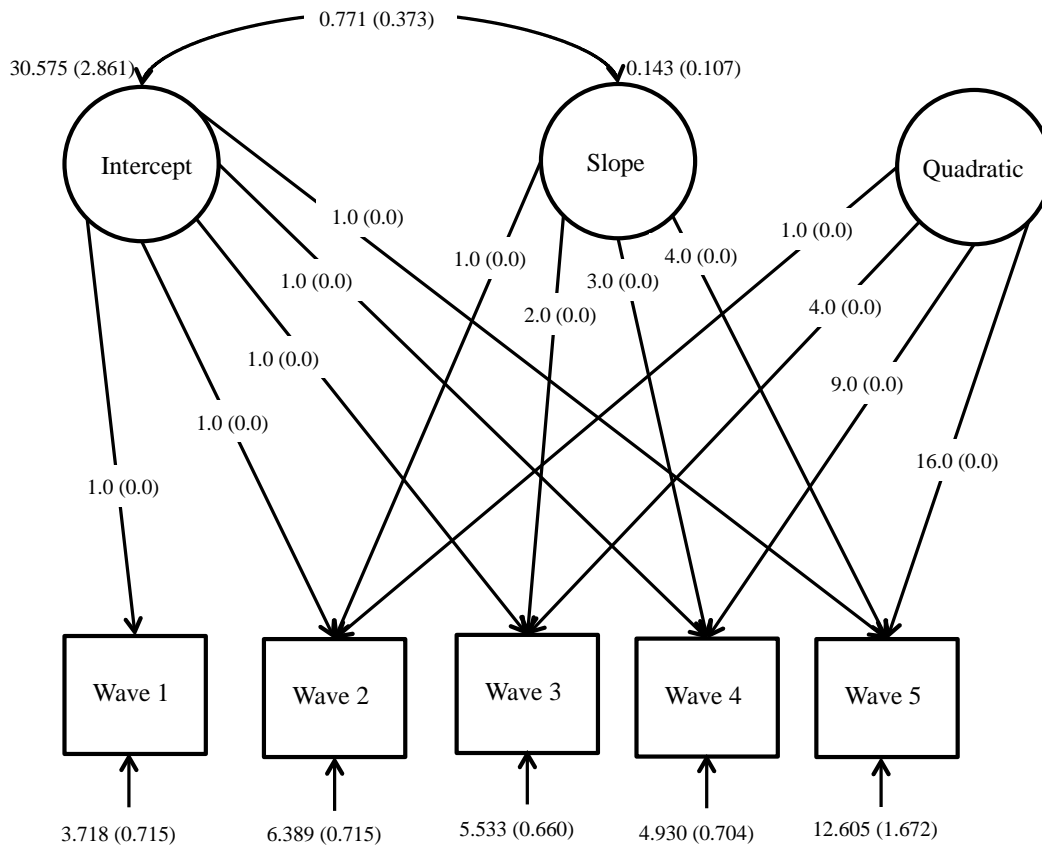 0.771 (0.373)
30.575 (2.861)
0.143 (0.107)
Intercept
Slope
Quadratic
1.0 (0.0)
1.0 (0.0)
4.0 (0.0)
1.0 (0.0)
1.0 (0.0)
3.0 (0.0)
2.0 (0.0)
4.0 (0.0)
1.0 (0.0)
9.0 (0.0)
1.0 (0.0)
16.0 (0.0)
1.0 (0.0)
Wave 1
Wave 2
Wave 3
Wave 4
Wave 5
3.718 (0.715)
6.389 (0.715)
5.533 (0.660)
4.930 (0.704)
12.605 (1.672)